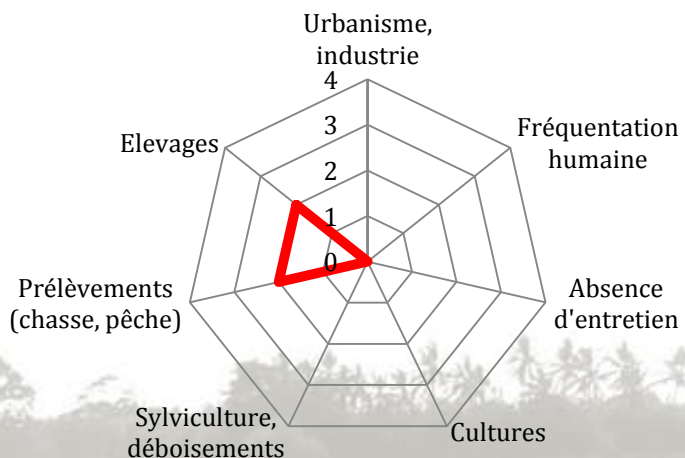 Urbanisme,
industrie
4
3
2
1
0
Fréquentation
humaine
Absence
d'entretien
Cultures
Sylviculture,
déboisements
Prélèvements
(chasse, pêche)
Elevages